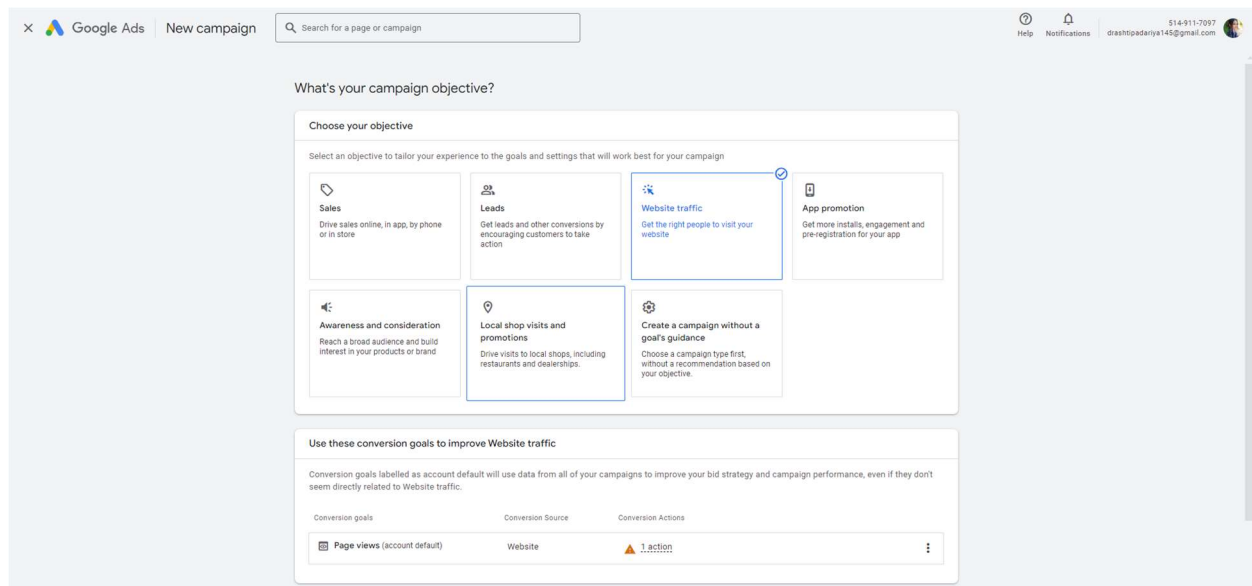 Google Ads
New campaign
Search for a page or campaign
Help
Notifications
514-911-7097
drashtipadariya145@gmail.com
What's your campaign objective?
Choose your objective
Select an objective to tailor your experience to the goals and settings that will work best for your campaign
Sales
Drive sales online, in app, by phone
or in store
Leads
Get leads and other conversions by
encouraging customers to take
action
Website traffic
Get the right people to visit your
website
App promotion
Get more installs, engagement and
pre-registration for your app
Awareness and consideration
Reach a broad audience and build
interest in your products or brand
Local shop visits and
promotions
Drive visits to local shops, including
restaurants and dealerships.
Create a campaign without a
goal's guidance
Choose a campaign type first,
without a recommendation based on
your objective.
Use these conversion goals to improve Website traffic
Conversion goals labelled as account default will use data from all of your campaigns to improve your bid strategy and campaign performance, even if they don't
seem directly related to Website traffic.
Conversion goals
Conversion Source
Conversion Actions
Page views (account default)
Website
1 action